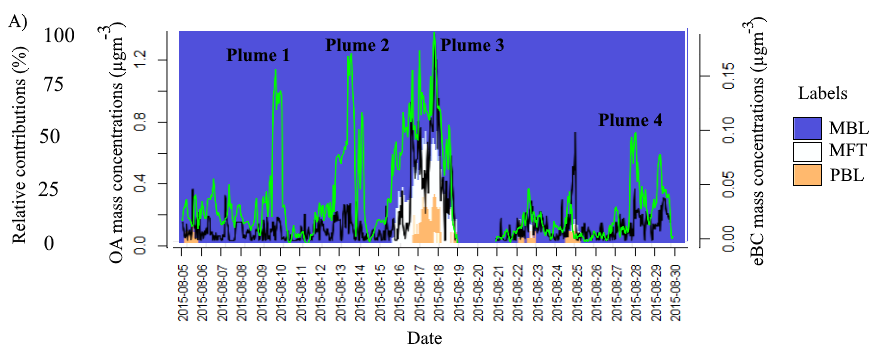 A)
Relative contributions (%)
100
75
50
25
0
OA mass concentrations (µgm-3)
1.2
0.8
0.4
0.0
Plume 1
Plume 2
Plume 3
Plume 4
0.15
0.10
0.05
0.00
eBC mass concentrations (µgm-3)
Labels
MBL
MFT
PBL
2015-08-05
2015-08-06
2015-08-07
2015-08-08
2015-08-09
2015-08-10
2015-08-11
2015-08-12
2015-08-13
2015-08-14
2015-08-16
2015-08-17
2015-08-18
2015-08-19
2015-08-20
2015-08-21
2015-08-22
2015-08-23
2015-08-24
2015-08-25
2015-08-26
2015-08-27
2015-08-28
2015-08-29
2015-08-30
Date